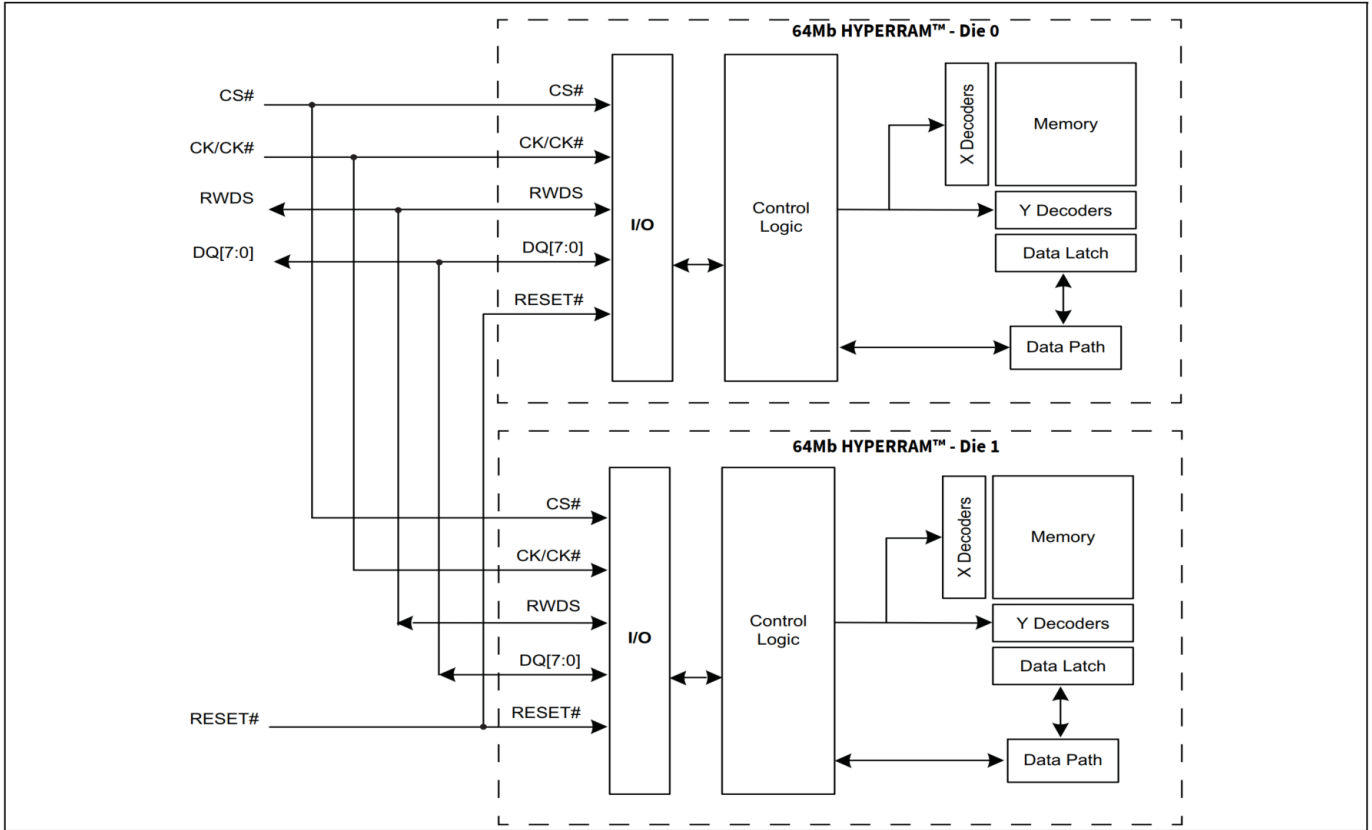 64Mb HYPERRAM™ - Die 0
CS#
CS#
CK/CK#
CK/CK#
RWDS
RWDS
DQ[7:0]
DQ[7:0]
RESET#
I/O
Control
Logic
X Decoders
Memory
Y Decoders
Data Latch
Data Path
64Mb HYPERRAM™ - Die 1
CS#
CK/CK#
RWDS
DQ[7:0]
RESET#
RESET#
I/O
Control
Logic
X Decoders
Memory
Y Decoders
Data Latch
Data Path